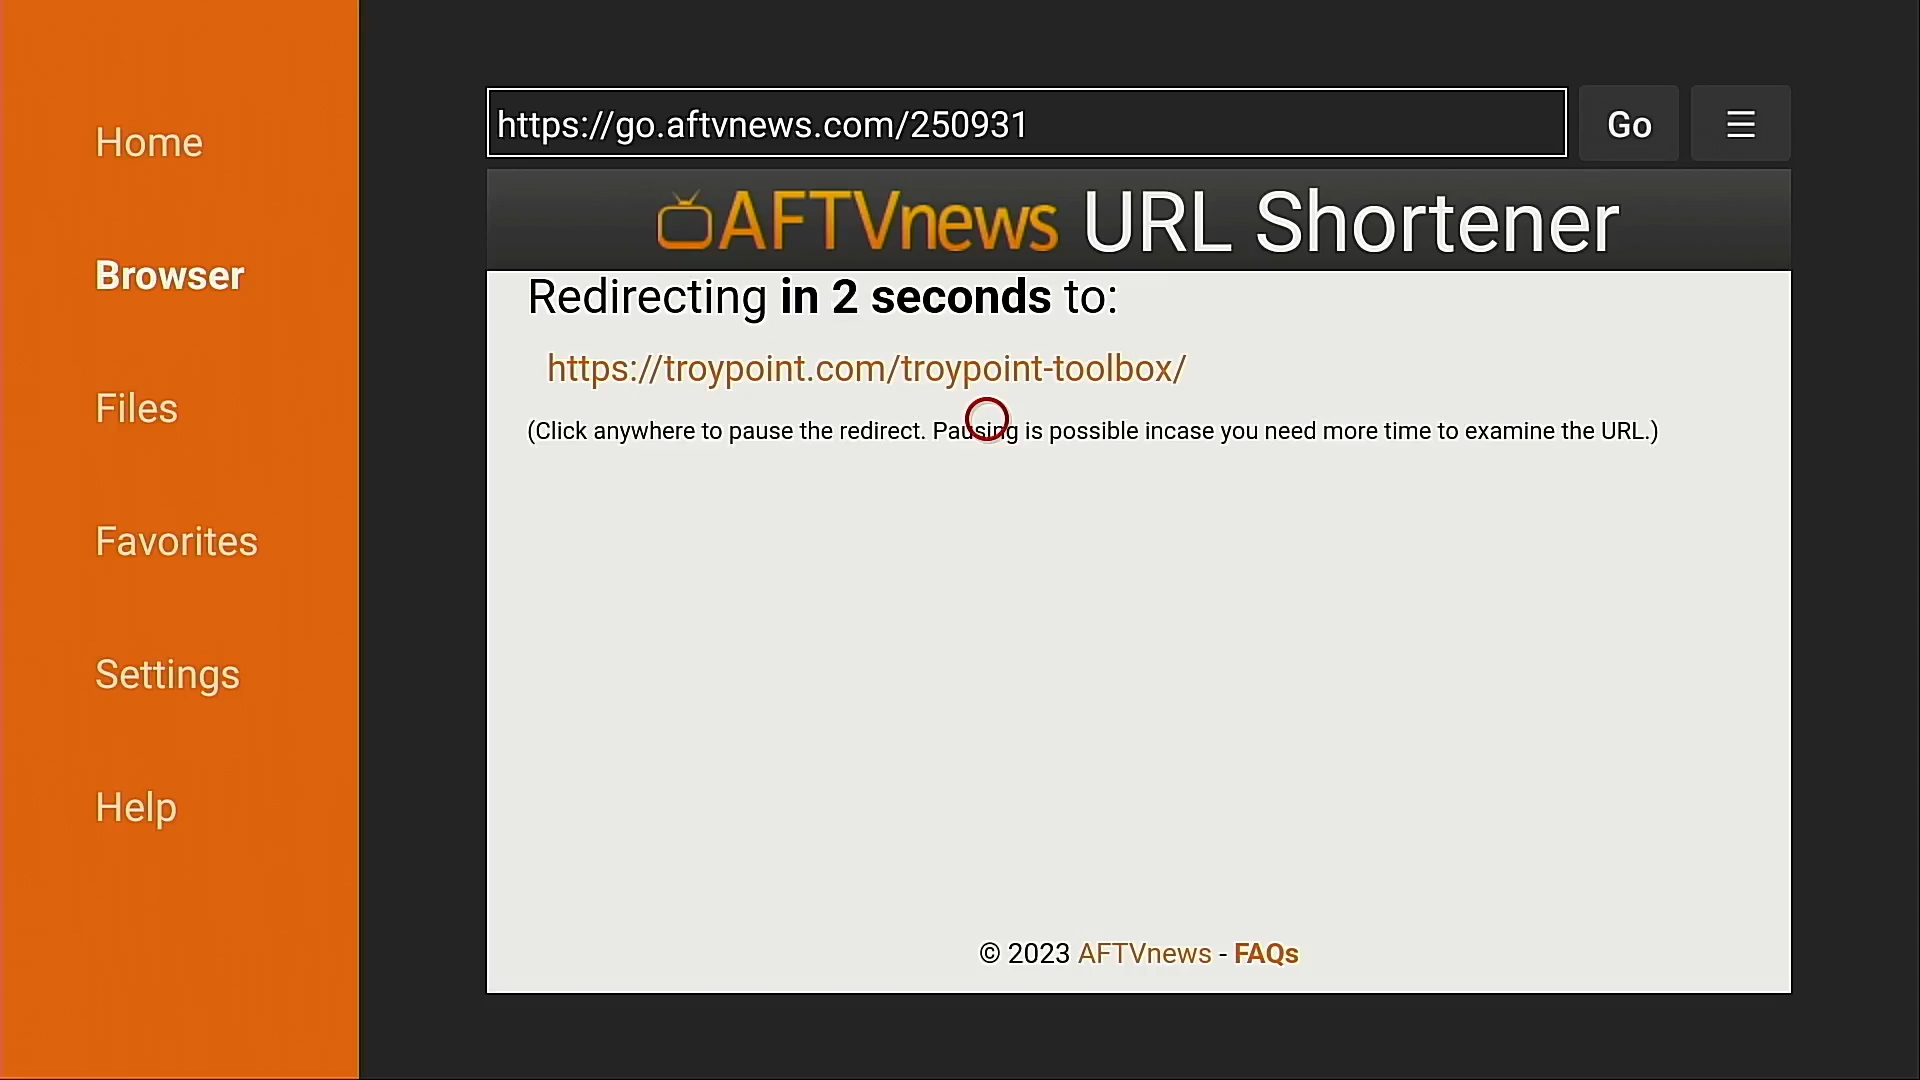 Home
Browser
Files
Favorites
Settings
Help
https://go.aftvnews.com/250931
Go
AFTVnews URL Shortener
Redirecting in 2 seconds to:
https://troypoint.com/troypoint-toolbox/
(Click anywhere to pause the redirect. Pausing is possible incase you need more time to examine the URL.)
© 2023 AFTVnews - FAQs